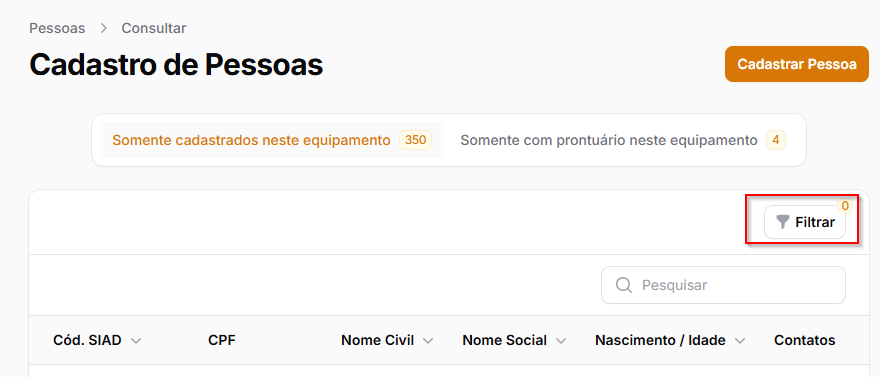 Pessoas > Consultar
Cadastro de Pessoas
Cadastrar Pessoa
Somente cadastrados neste equipamento 350 Somente com prontuário neste equipamento 4
0
Filtrar
Pesquisar
Cód. SIAD CPF Nome Civil Nome Social Nascimento / Idade Contatos